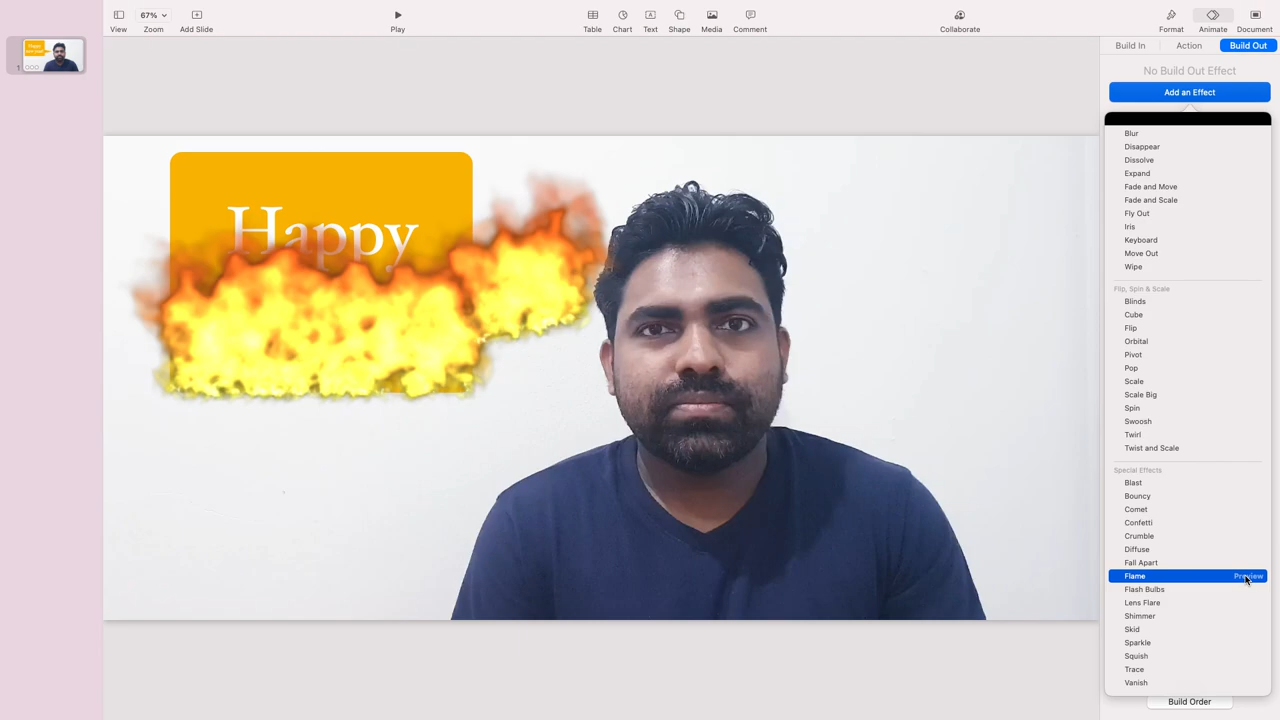 67%
View
Zoom
Add Slide
Play
Table
Chart
Text
Shape
Media
Comment
Collaborate
Format
Animate
Document
Build In
Action
Build Out
No Build Out Effect
Add an Effect
Blur
Disappear
Dissolve
Expand
Fade and Move
Fade and Scale
Fly Out
Iris
Keyboard
Move Out
Wipe
Flip, Spin & Scale
Blinds
Cube
Flip
Orbital
Pivot
Pop
Scale
Scale Big
Spin
Swoosh
Twirl
Twist and Scale
Special Effects
Blast
Bouncy
Comet
Confetti
Crumble
Diffuse
Fall Apart
Flame
Preview
Flash Bulbs
Lens Flare
Shimmer
Skid
Sparkle
Squish
Trace
Vanish
Build Order
1
Happy